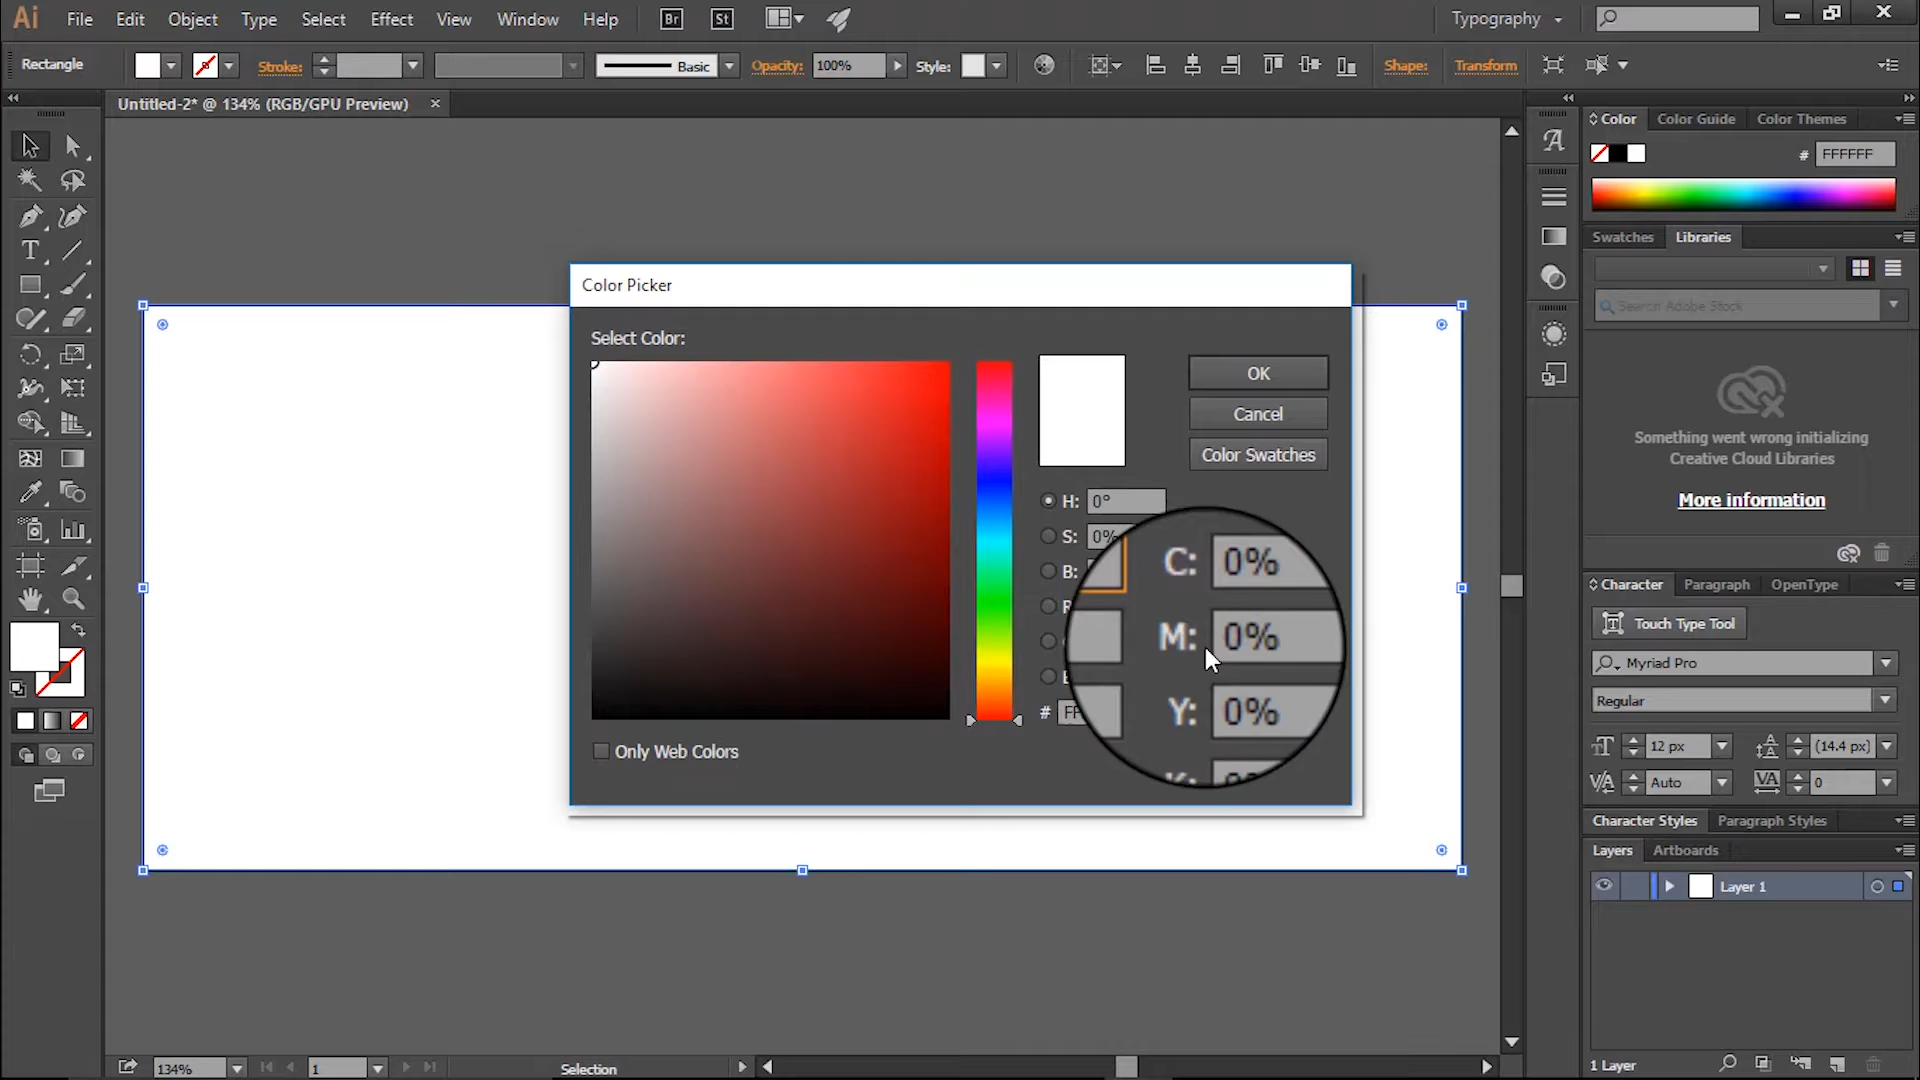 Ai File Edit Object Type Select Effect View Window Help Br St Typography
Rectangle Stroke: Basic Opacity: 100% Style: Shape: Transform
Untitled-2* @ 134% (RGB/GPU Preview)
Color Color Guide Color Themes
# FFFFFF
Swatches Libraries
Search Adobe Stock
Something went wrong initializing
Creative Cloud Libraries
More information
Color Picker
Select Color:
OK
Cancel
Color Swatches
H: 0°
S: 0%
B:
C: 0%
M: 0%
Y: 0%
K:
#
Only Web Colors
Character Paragraph OpenType
Touch Type Tool
Myriad Pro
Regular
12 px (14.4 px)
Auto 0
Character Styles Paragraph Styles
Layers Artboards
Layer 1
1 Layer
134% 1 Selection